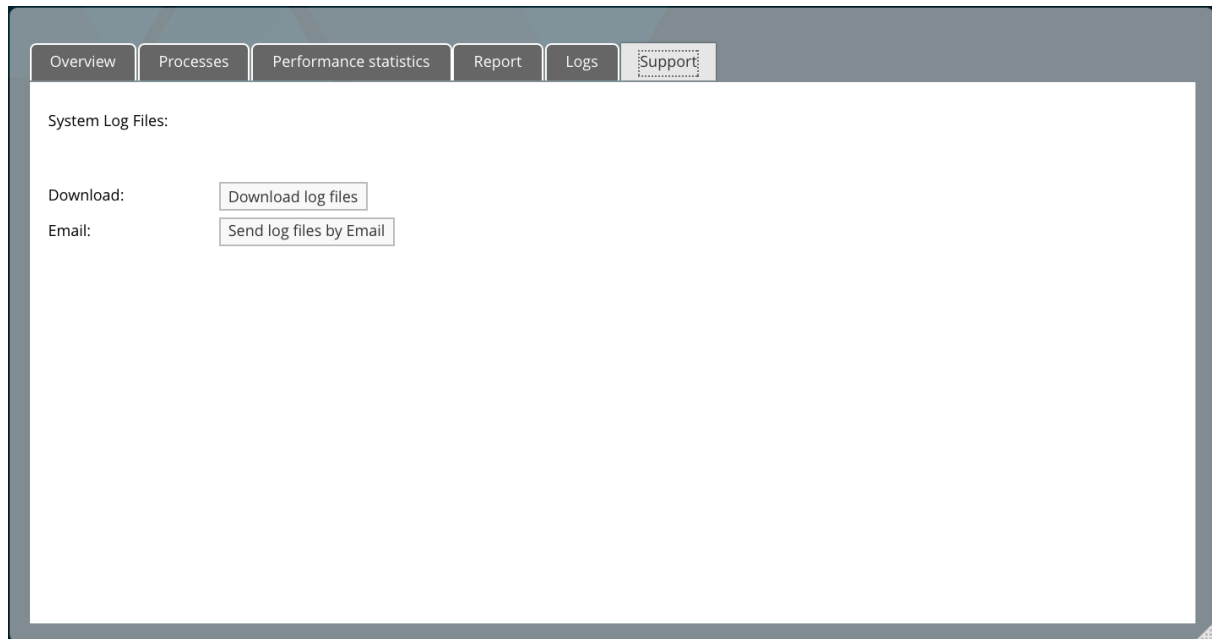 Overview Processes Performance statistics Report Logs Support
System Log Files:
Download: Download log files
Email: Send log files by Email